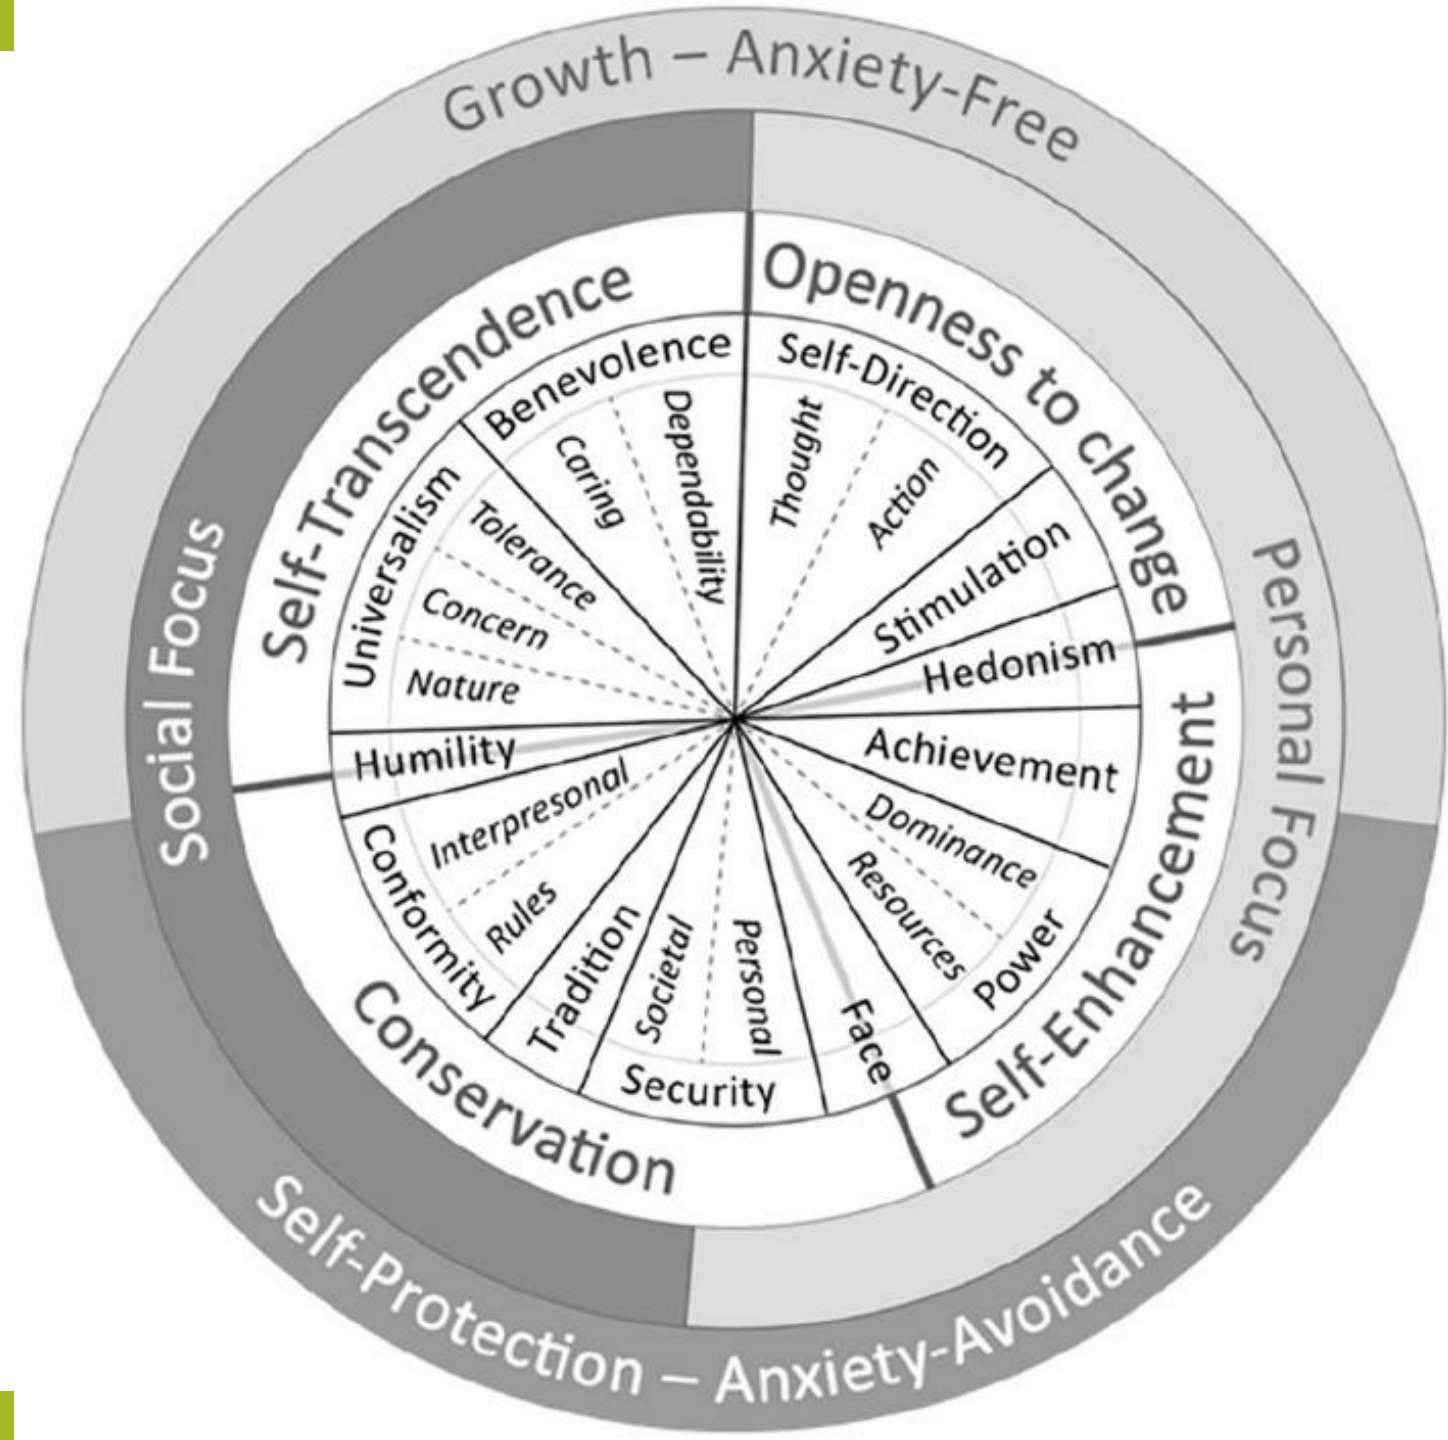 Growth – Anxiety-Free
Social Focus
Personal Focus
Self-Protection – Anxiety-Avoidance
Self-Transcendence
Openness to change
Self-Enhancement
Conservation
Benevolence
Caring
Dependability
Self-Direction
Thought
Action
Stimulation
Hedonism
Achievement
Dominance
Resources
Power
Face
Security
Personal
Societal
Tradition
Conformity
Rules
Interpresonal
Humility
Universalism
Nature
Concern
Tolerance